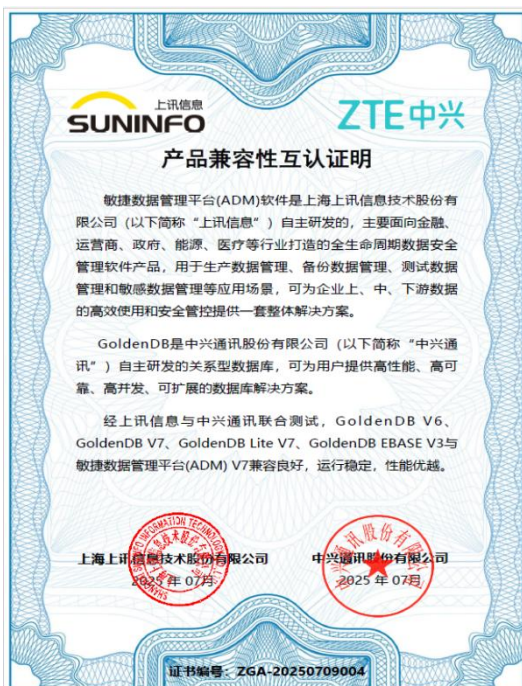 上讯信息
SUNINFO
ZTE中兴
产品兼容性互认证明
敏捷数据管理平台(ADM)软件是上海上讯信息技术股份有
限公司（以下简称“上讯信息”）自主研发的，主要面向金融、
运营商、政府、能源、医疗等行业打造的全生命周期数据安全
管理软件产品，用于生产数据管理、备份数据管理、测试数据
管理和敏感数据管理等应用场景，可为企业上、中、下游数据
的高效使用和安全管控提供一套整体解决方案。
GoldenDB是中兴通讯股份有限公司（以下简称“中兴通
讯”）自主研发的关系型数据库，可为用户提供高性能、高可
靠、高并发、可扩展的数据库解决方案。
经上讯信息与中兴通讯联合测试，GoldenDB V6、
GoldenDB V7、GoldenDB Lite V7、GoldenDB EBASE V3与
敏捷数据管理平台(ADM) V7兼容良好，运行稳定，性能优越。
上海上讯信息技术股份有限公司
2025 年 07月
中兴通讯股份有限公司
2025 年 07月
证书编号：ZGA-20250709004